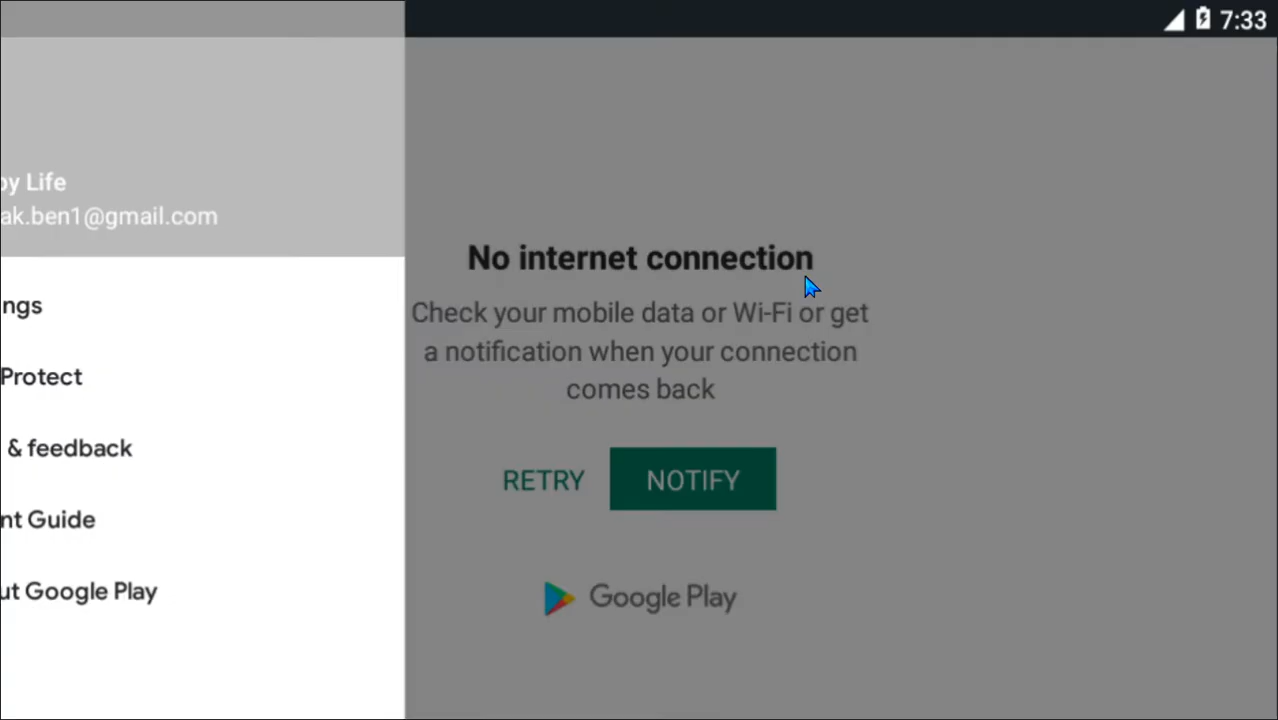 7:33
oy Life
ak.ben1@gmail.com
ngs
Protect
& feedback
nt Guide
ut Google Play
No internet connection
Check your mobile data or Wi-Fi or get
a notification when your connection
comes back
RETRY
NOTIFY
Google Play